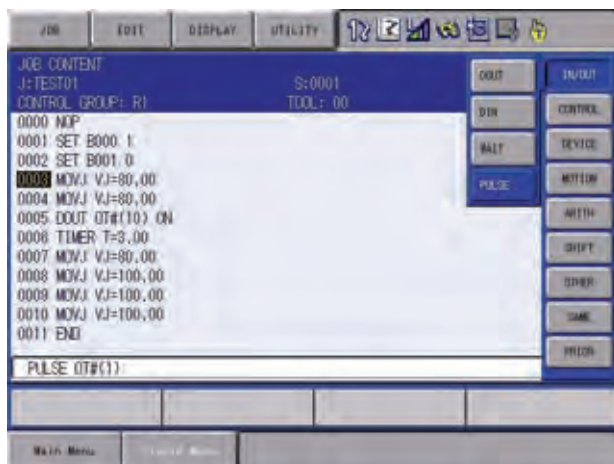 JOB
EDIT
DISPLAY
UTILITY
JOB CONTENT
J:TEST01
S:0001
CONTROL GROUP: R1
TOOL: 00
0000 NOP
0001 SET B000 1
0002 SET B001 0
0003 MOVJ VJ=80.00
0004 MOVJ VJ=80.00
0005 DOUT OT#(10) ON
0006 TIMER T=3.00
0007 MOVJ VJ=80.00
0008 MOVJ VJ=100.00
0009 MOVJ VJ=100.00
0010 MOVJ VJ=100.00
0011 END
PULSE OT#(1)
DOUT
DIN
WAIT
PULSE
IN/OUT
CONTROL
DEVICE
MOTION
ARITH
SHIFT
OTHER
SAME
PRIOR
Main Menu